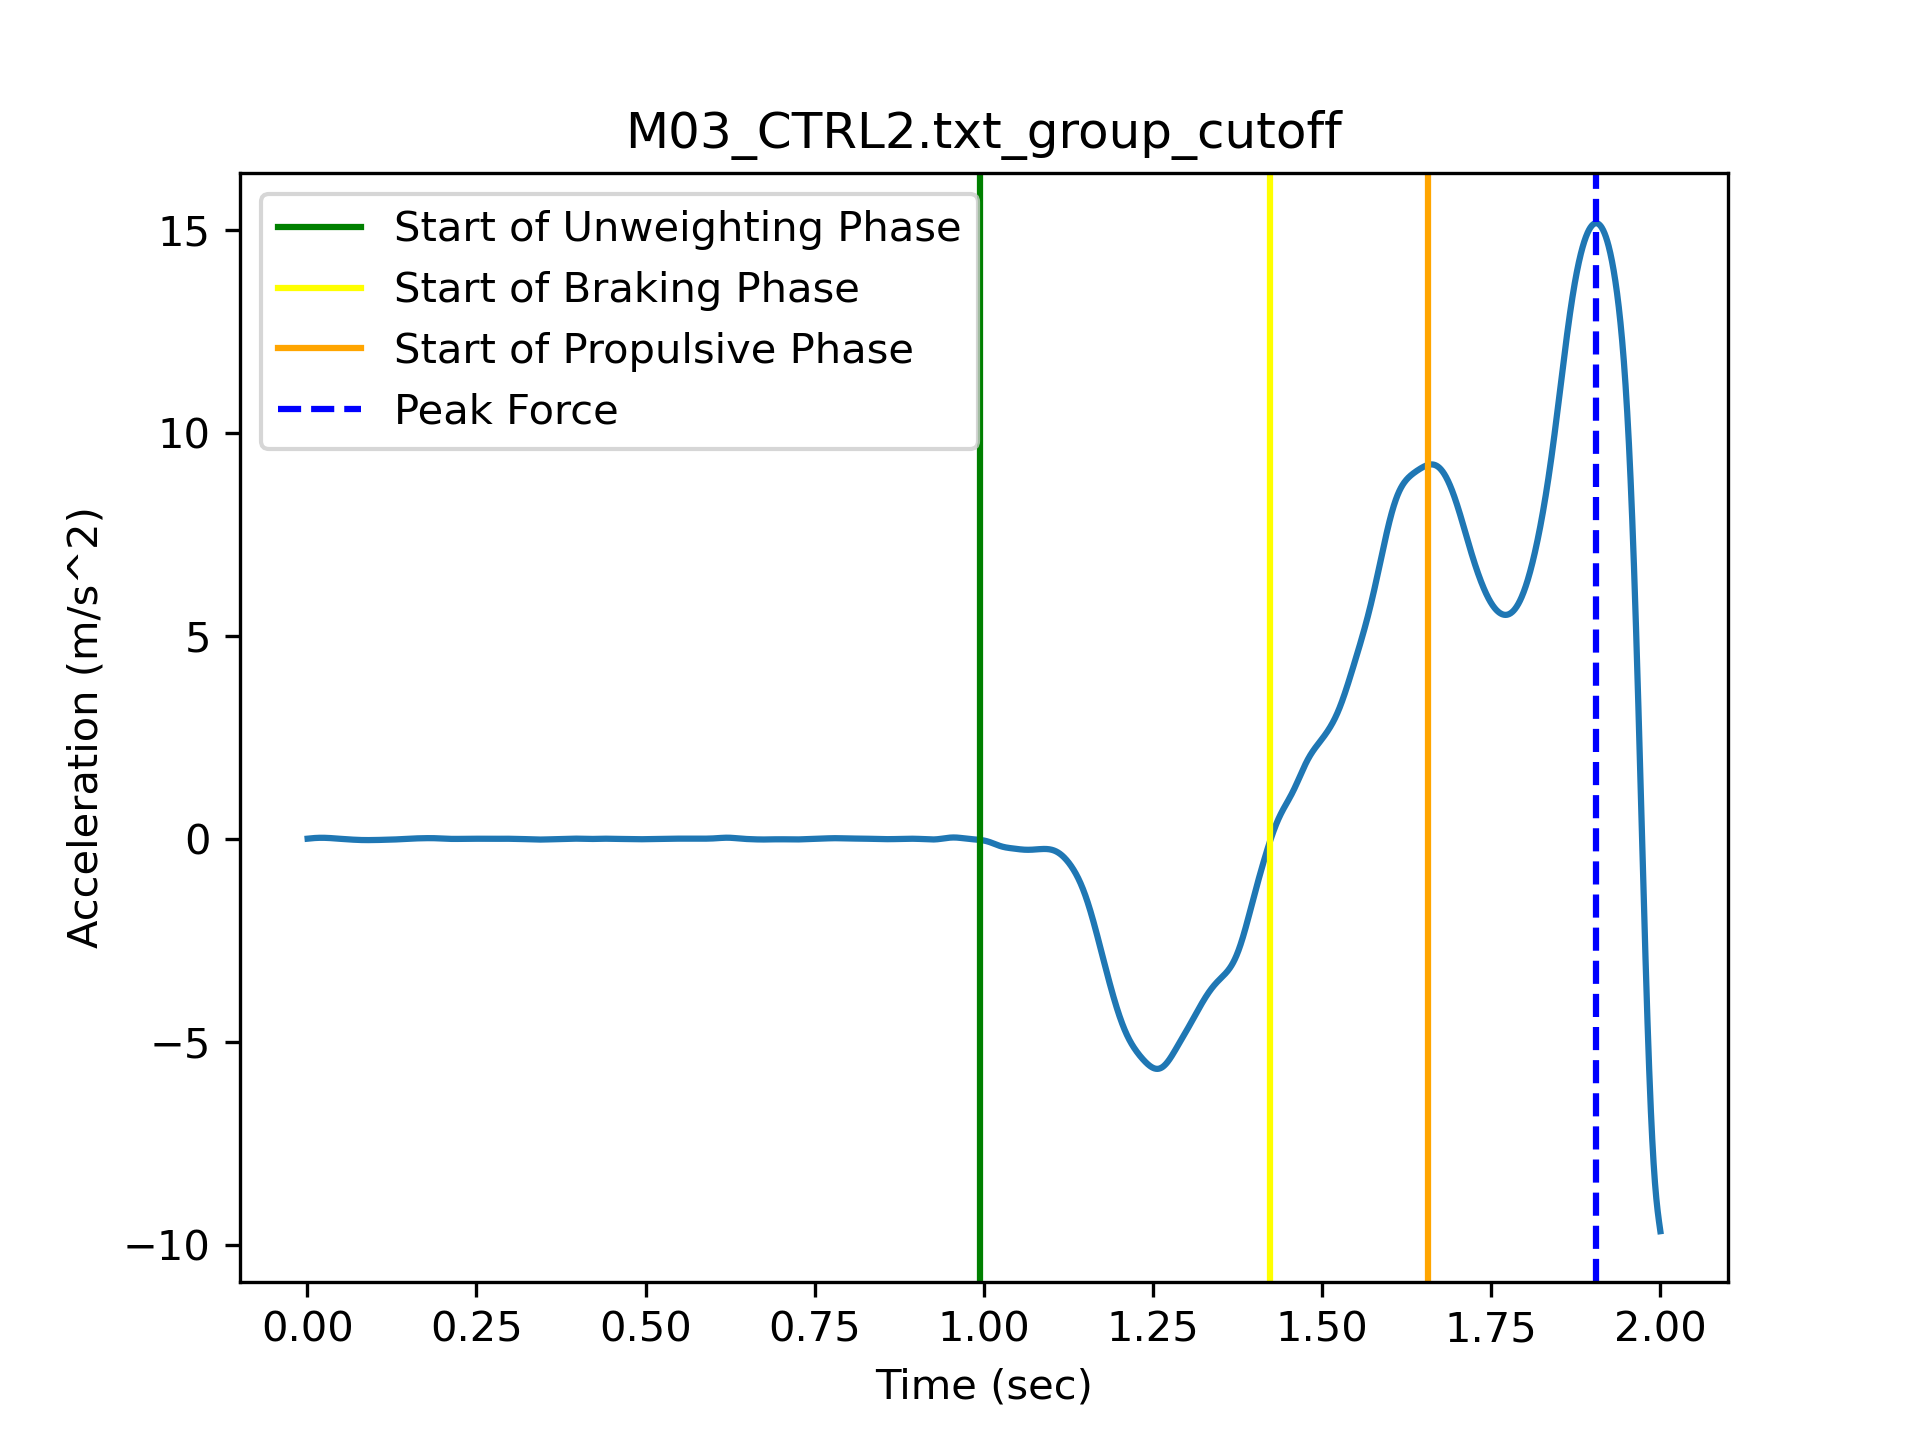 M03_CTRL2.txt_group_cutoff
Start of Unweighting Phase
Start of Braking Phase
Start of Propulsive Phase
Peak Force
Acceleration (m/s^2)
15
10
5
0
−5
−10
0.00 0.25 0.50 0.75 1.00 1.25 1.50 1.75 2.00
Time (sec)